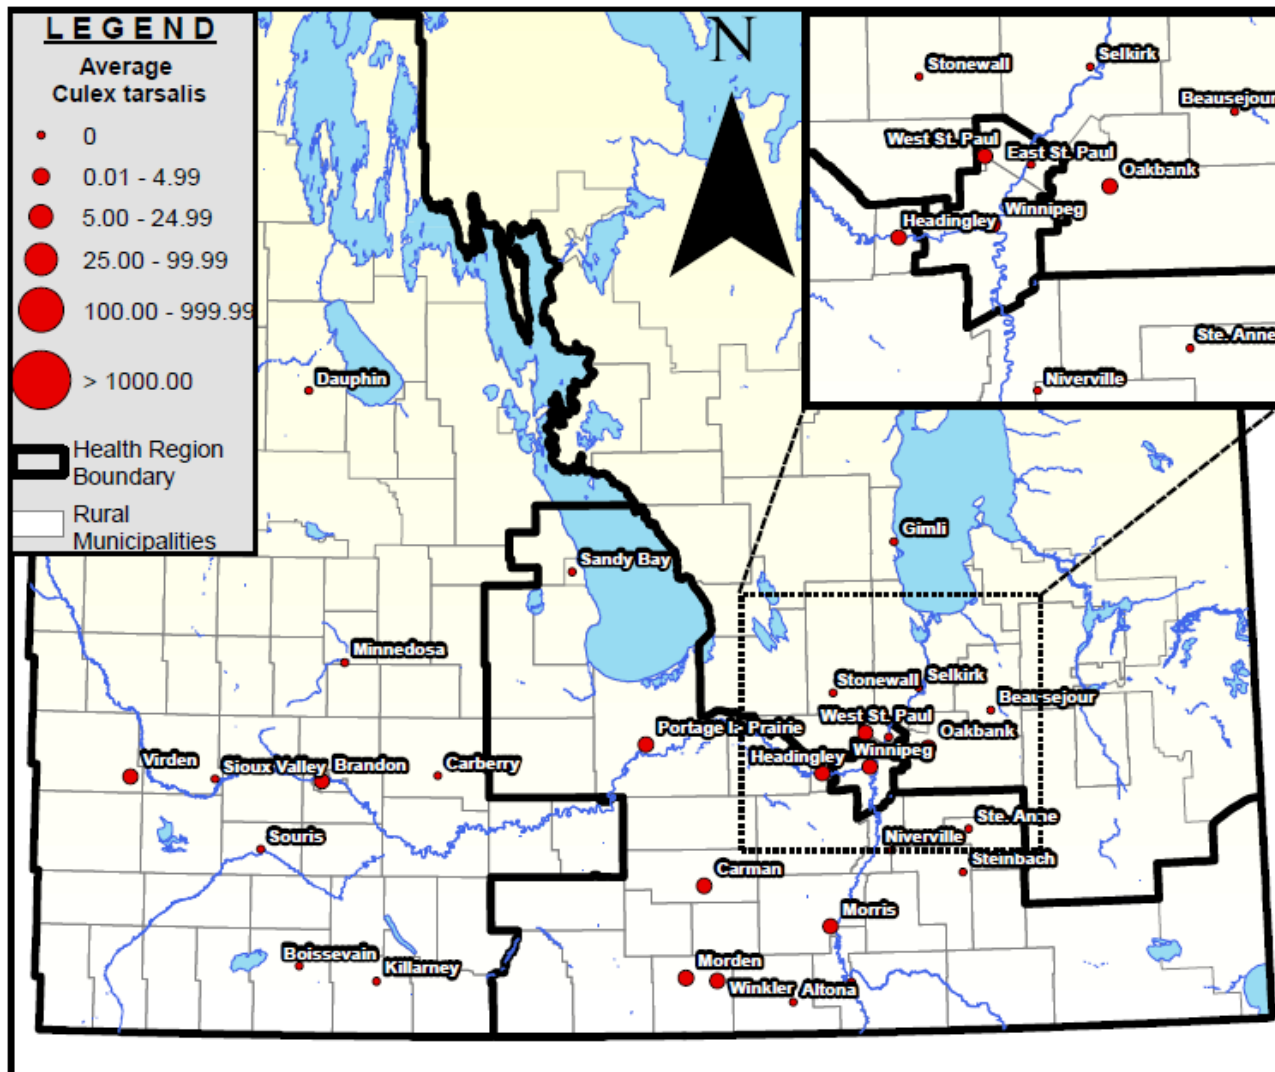 LEGEND
Average
Culex tarsalis
0
0.01 - 4.99
5.00 - 24.99
25.00 - 99.99
100.00 - 999.99
> 1000.00
Health Region
Boundary
Rural
Municipalities
N
Stonewall
Selkirk
Beausejour
West St. Paul
East St. Paul
Oakbank
Headingley
Winnipeg
Ste. Anne
Niverville
Dauphin
Gimli
Sandy Bay
Minnedosa
Stonewall
Selkirk
Beausejour
West St. Paul
Portage la Prairie
Oakbank
Headingley
Winnipeg
Virden
Sioux Valley
Brandon
Carberry
Souris
Niverville
Ste. Anne
Steinbach
Carman
Morris
Boissevain
Killarney
Morden
Winkler
Altona